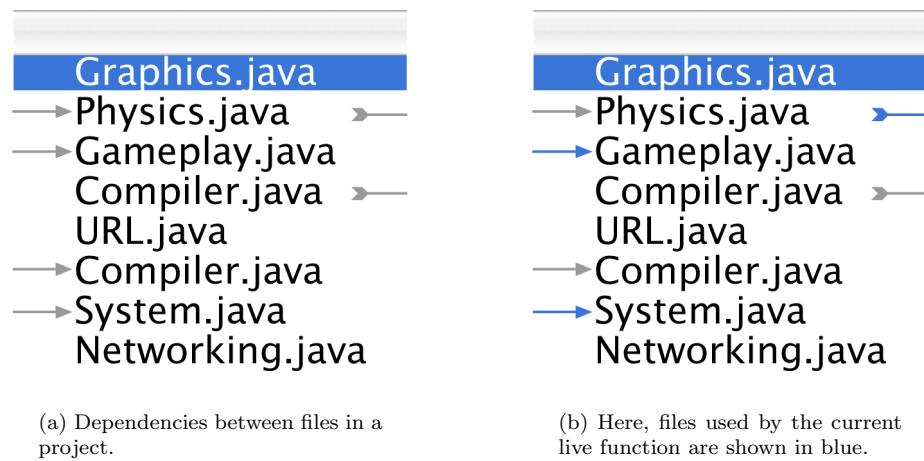 Graphics.java
Physics.java
Gameplay.java
Compiler.java
URL.java
Compiler.java
System.java
Networking.java
(a) Dependencies between files in a
project.
Graphics.java
Physics.java
Gameplay.java
Compiler.java
URL.java
Compiler.java
System.java
Networking.java
(b) Here, files used by the current
live function are shown in blue.